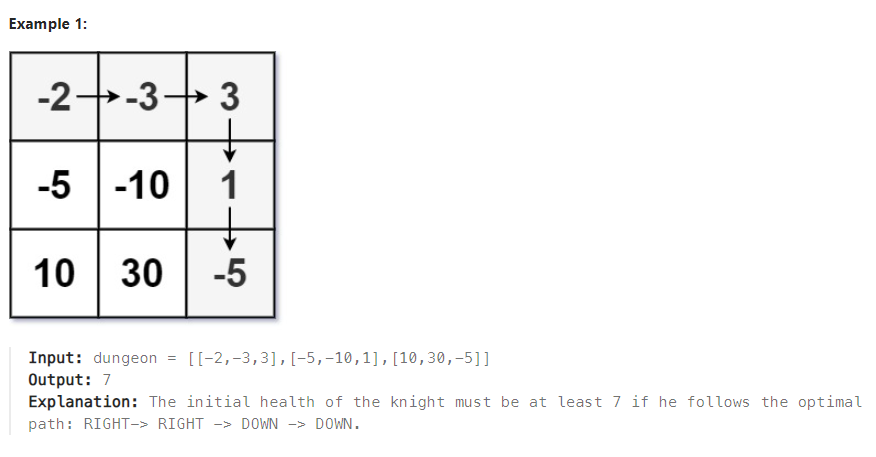 Example 1:
-2 -3 3
-5 -10 1
10 30 -5
Input: dungeon = [[-2,-3,3],[-5,-10,1],[10,30,-5]]
Output: 7
Explanation: The initial health of the knight must be at least 7 if he follows the optimal
path: RIGHT-> RIGHT -> DOWN -> DOWN.